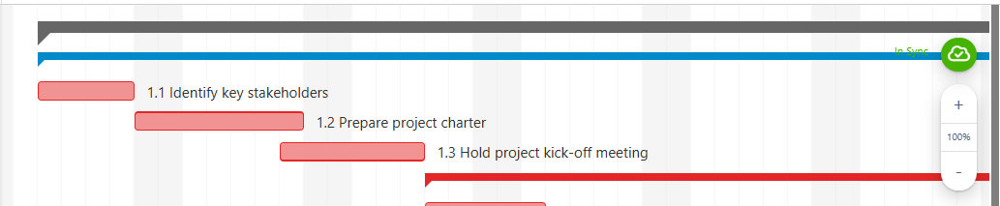 In Sync
1.1 Identify key stakeholders
1.2 Prepare project charter
+
100%
1.3 Hold project kick-off meeting
-